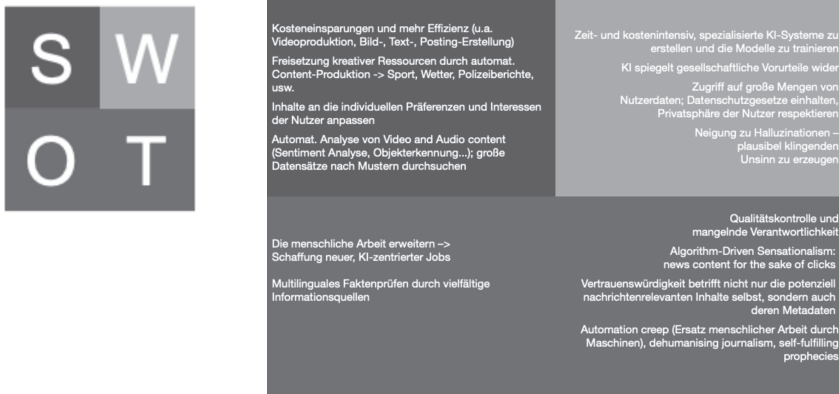 S W
O T
Kosteneinsparungen und mehr Effizienz (u.a.
Videoproduktion, Bild-, Text-, Posting-Erstellung)
Freisetzung kreativer Ressourcen durch automat.
Content-Produktion -> Sport, Wetter, Polizeiberichte,
usw.
Inhalte an die individuellen Präferenzen und Interessen
der Nutzer anpassen
Automat. Analyse von Video and Audio content
(Sentiment Analyse, Objekterkennung...); große
Datensätze nach Mustern durchsuchen
Zeit- und kostenintensiv, spezialisierte KI-Systeme zu
erstellen und die Modelle zu trainieren
KI spiegelt gesellschaftliche Vorurteile wider
Zugriff auf große Mengen von
Nutzerdaten; Datenschutzgesetze einhalten,
Privatsphäre der Nutzer respektieren
Neigung zu Halluzinationen –
plausibel klingenden
Unsinn zu erzeugen
Die menschliche Arbeit erweitern –>
Schaffung neuer, KI-zentrierter Jobs
Multilinguales Faktenprüfen durch vielfältige
Informationsquellen
Qualitätskontrolle und
mangelnde Verantwortlichkeit
Algorithm-Driven Sensationalism:
news content for the sake of clicks
Vertrauenswürdigkeit betrifft nicht nur die potenziell
nachrichtenrelevanten Inhalte selbst, sondern auch
deren Metadaten
Automation creep (Ersatz menschlicher Arbeit durch
Maschinen), dehumanising journalism, self-fulfilling
prophecies